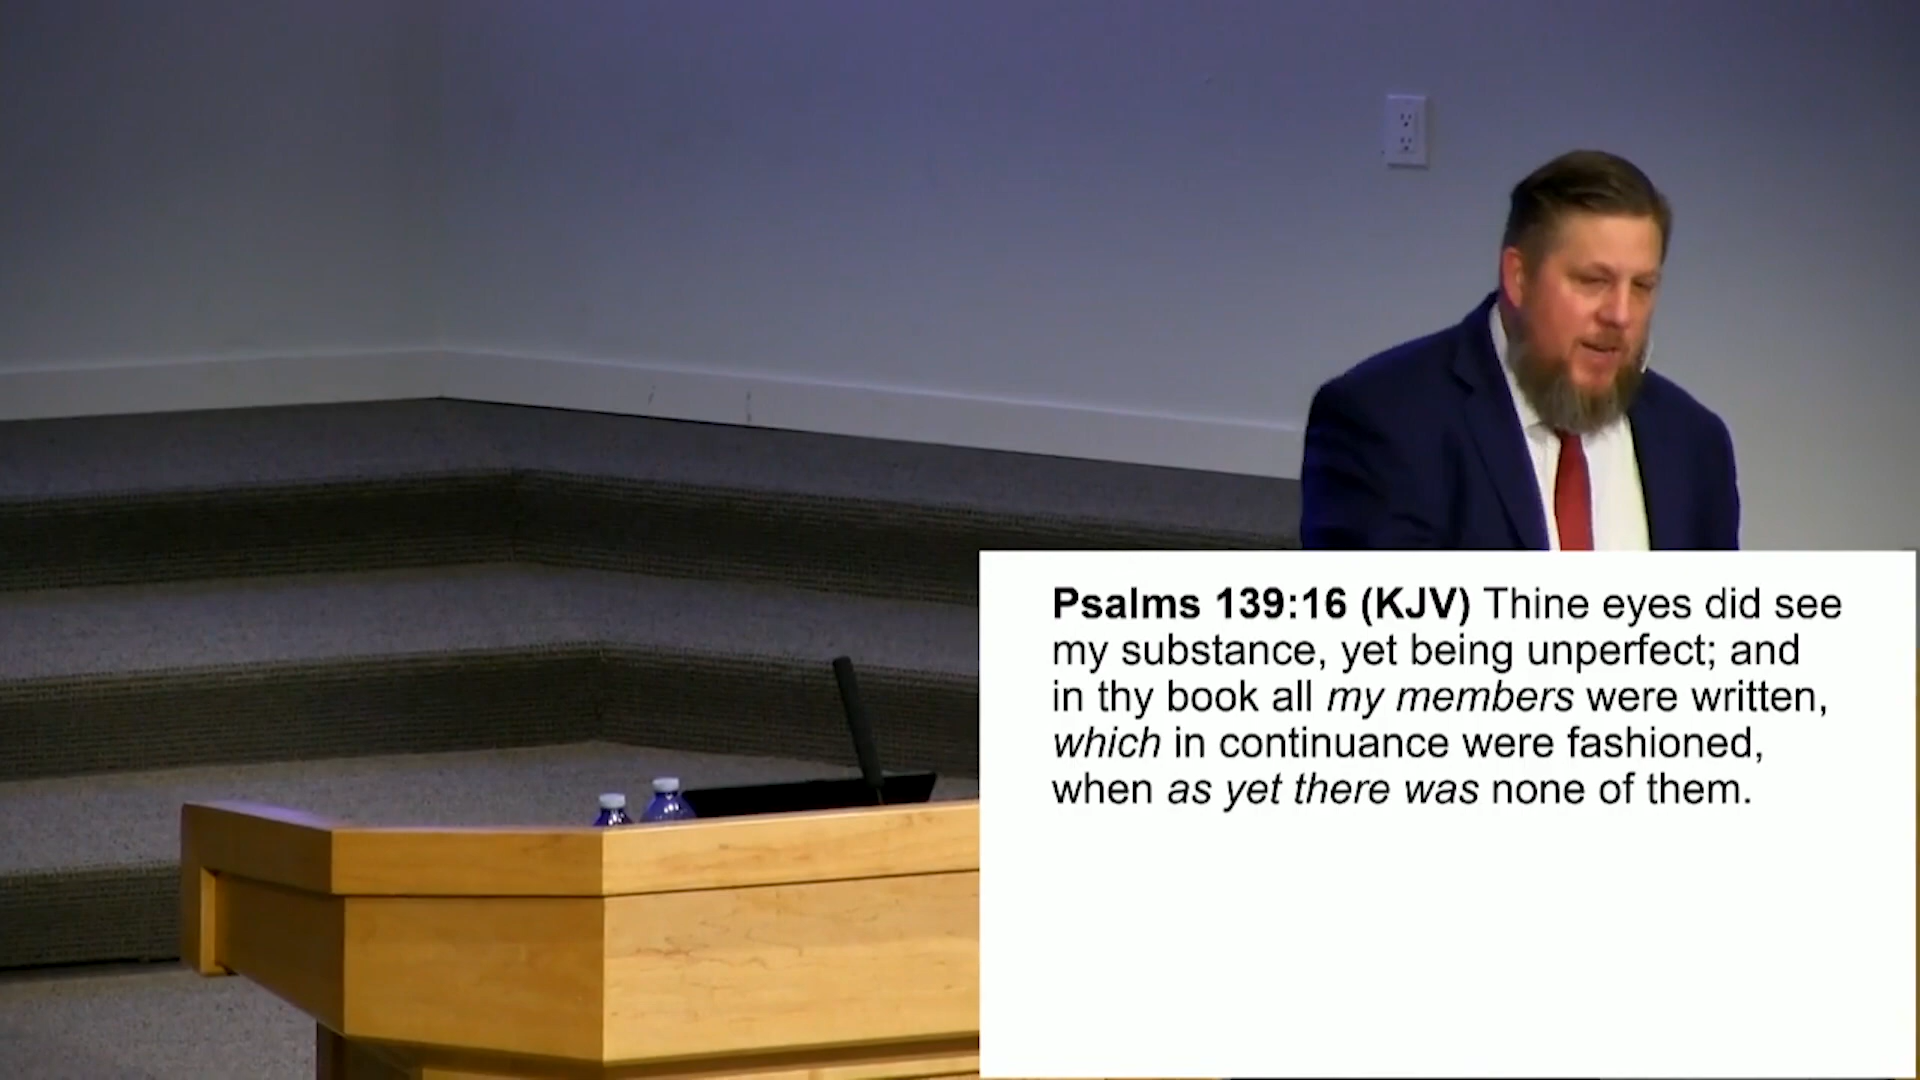 Psalms 139:16 (KJV) Thine eyes did see
my substance, yet being unperfect; and
in thy book all my members were written,
which in continuance were fashioned,
when as yet there was none of them.